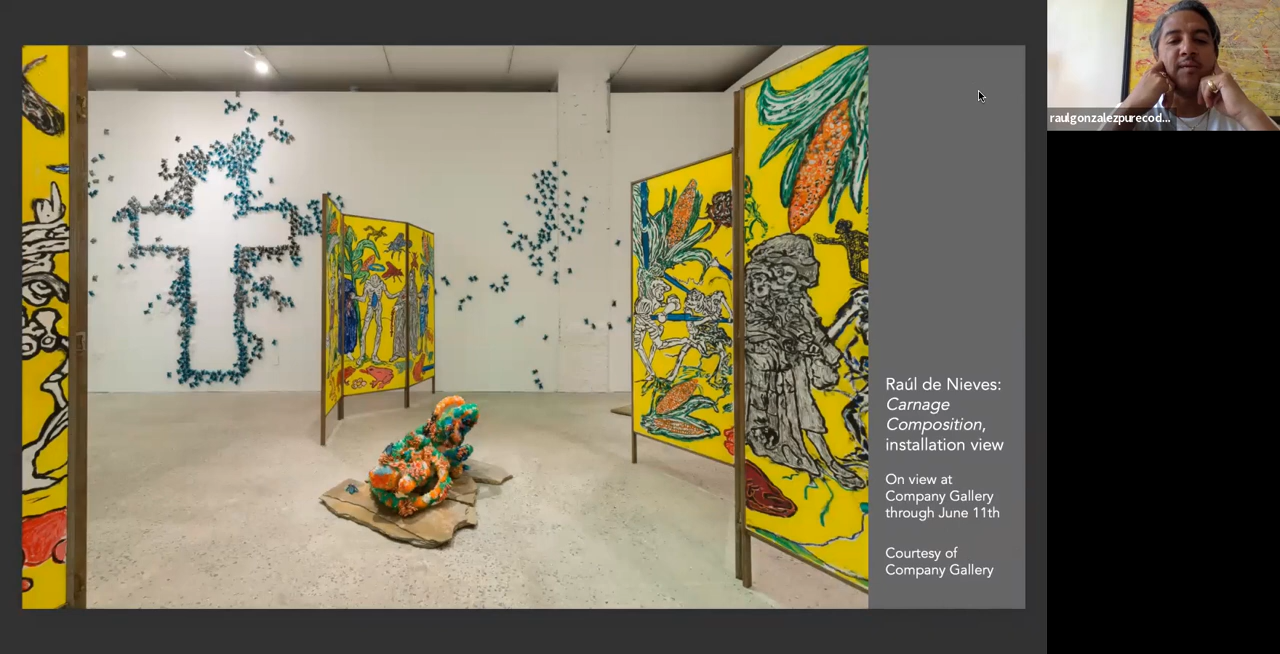 Raúl de Nieves:
Carnage
Composition,
installation view
On view at
Company Gallery
through June 11th
Courtesy of
Company Gallery
raulgonzalezpurecod...